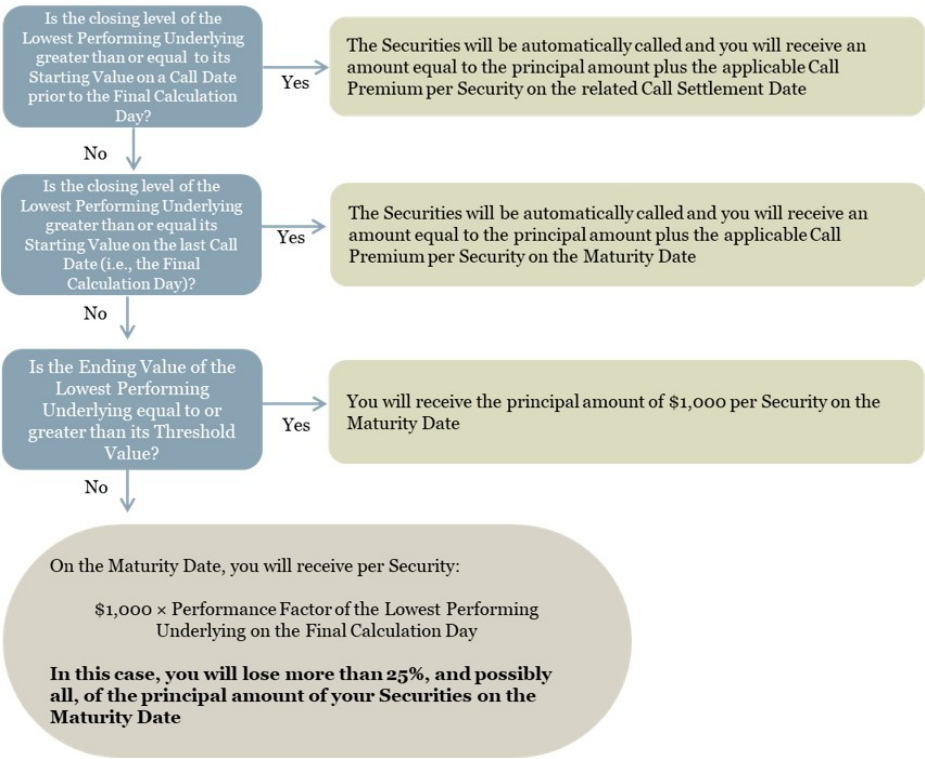 Is the closing level of the
Lowest Performing Underlying
greater than or equal to its
Starting Value on a Call Date
prior to the Final Calculation
Day?
Yes
The Securities will be automatically called and you will receive an
amount equal to the principal amount plus the applicable Call
Premium per Security on the related Call Settlement Date
No
Is the closing level of the
Lowest Performing Underlying
greater than or equal its
Starting Value on the last Call
Date (i.e., the Final
Calculation Day)?
Yes
The Securities will be automatically called and you will receive an
amount equal to the principal amount plus the applicable Call
Premium per Security on the Maturity Date
No
Is the Ending Value of the
Lowest Performing
Underlying equal to or
greater than its Threshold
Value?
Yes
You will receive the principal amount of $1,000 per Security on the
Maturity Date
No
On the Maturity Date, you will receive per Security:
$1,000 × Performance Factor of the Lowest Performing
Underlying on the Final Calculation Day
In this case, you will lose more than 25%, and possibly
all, of the principal amount of your Securities on the
Maturity Date